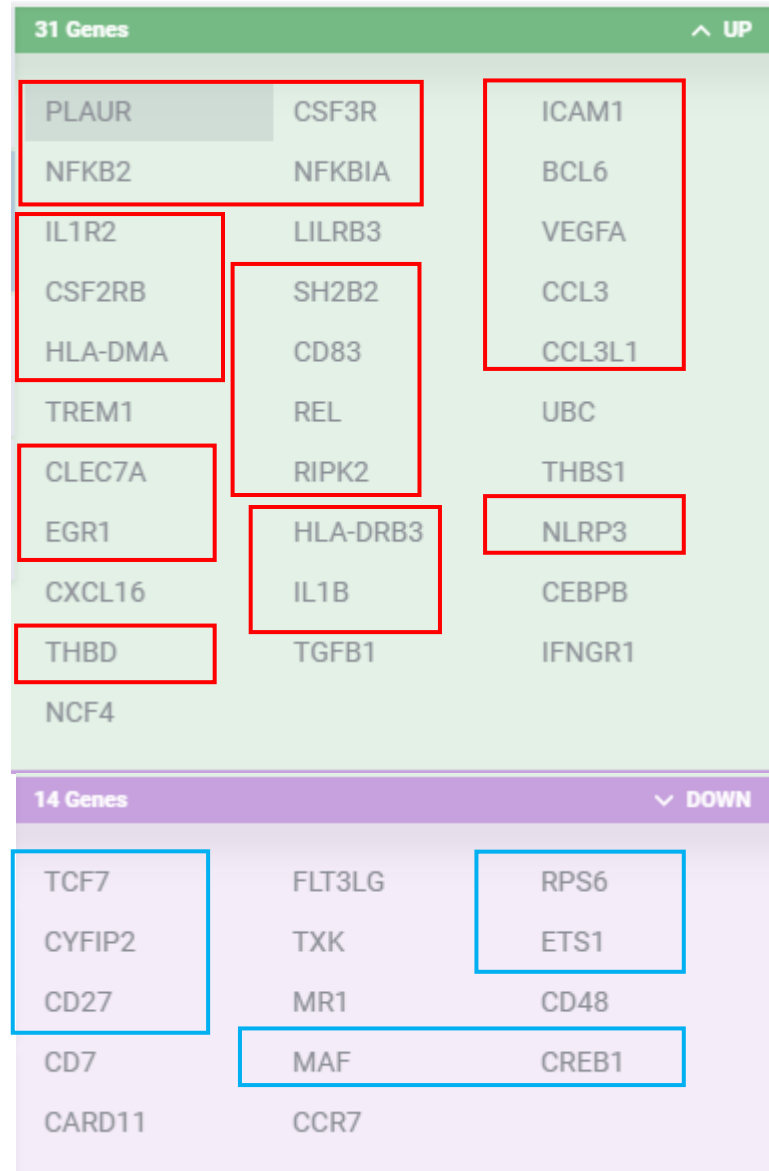 31 Genes UP
PLAUR CSF3R ICAM1
NFKB2 NFKBIA BCL6
IL1R2 LILRB3 VEGFA
CSF2RB SH2B2 CCL3
HLA-DMA CD83 CCL3L1
TREM1 REL UBC
CLEC7A RIPK2 THBS1
EGR1 HLA-DRB3 NLRP3
CXCL16 IL1B CEBPB
THBD TGFB1 IFNGR1
NCF4
14 Genes DOWN
TCF7 FLT3LG RPS6
CYFIP2 TXK ETS1
CD27 MR1 CD48
CD7 MAF CREB1
CARD11 CCR7